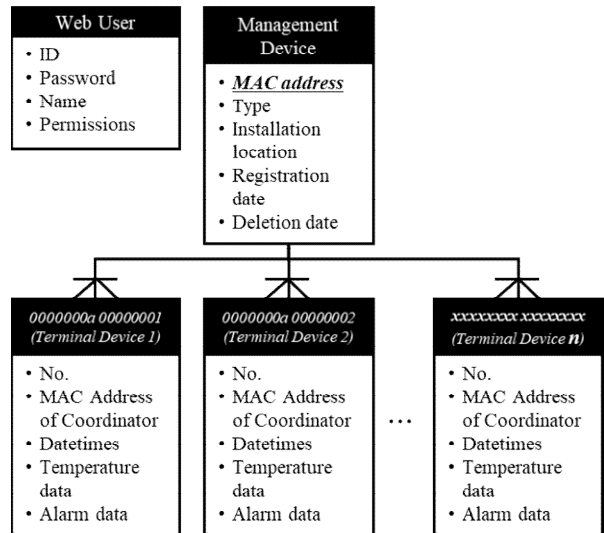 Web User
• ID
• Password
• Name
• Permissions
Management
Device
• MAC address
• Type
• Installation
location
• Registration
date
• Deletion date
0000000a 00000001
(Terminal Device 1)
• No.
• MAC Address
of Coordinator
• Datetimes
• Temperature
data
• Alarm data
0000000a 00000002
(Terminal Device 2)
• No.
• MAC Address
of Coordinator
• Datetimes
• Temperature
data
• Alarm data
...
xxxxxxxx xxxxxxxx
(Terminal Device n)
• No.
• MAC Address
of Coordinator
• Datetimes
• Temperature
data
• Alarm data